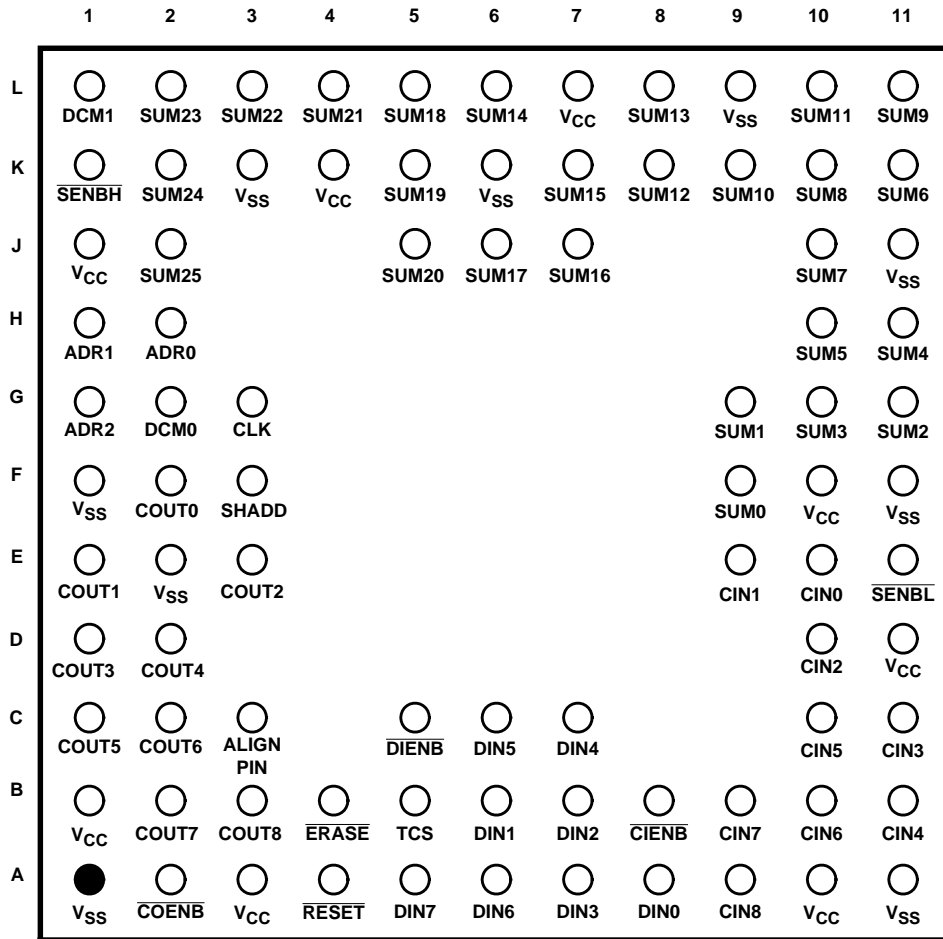 1 2 3 4 5 6 7 8 9 10 11
L
DCM1 SUM23 SUM22 SUM21 SUM18 SUM14 VCC SUM13 VSS SUM11 SUM9
K
SENBH SUM24 VSS VCC SUM19 VSS SUM15 SUM12 SUM10 SUM8 SUM6
J
VCC SUM25 SUM20 SUM17 SUM16 SUM7 VSS
H
ADR1 ADR0 SUM5 SUM4
G
ADR2 DCM0 CLK SUM1 SUM3 SUM2
F
VSS COUT0 SHADD SUM0 VCC VSS
E
COUT1 VSS COUT2 CIN1 CIN0 SENBL
D
COUT3 COUT4 CIN2 VCC
C
COUT5 COUT6 ALIGN DIENB DIN5 DIN4 CIN5 CIN3
PIN
B
VCC COUT7 COUT8 ERASE TCS DIN1 DIN2 CIENB CIN7 CIN6 CIN4
A
VSS COENB VCC RESET DIN7 DIN6 DIN3 DIN0 CIN8 VCC VSS